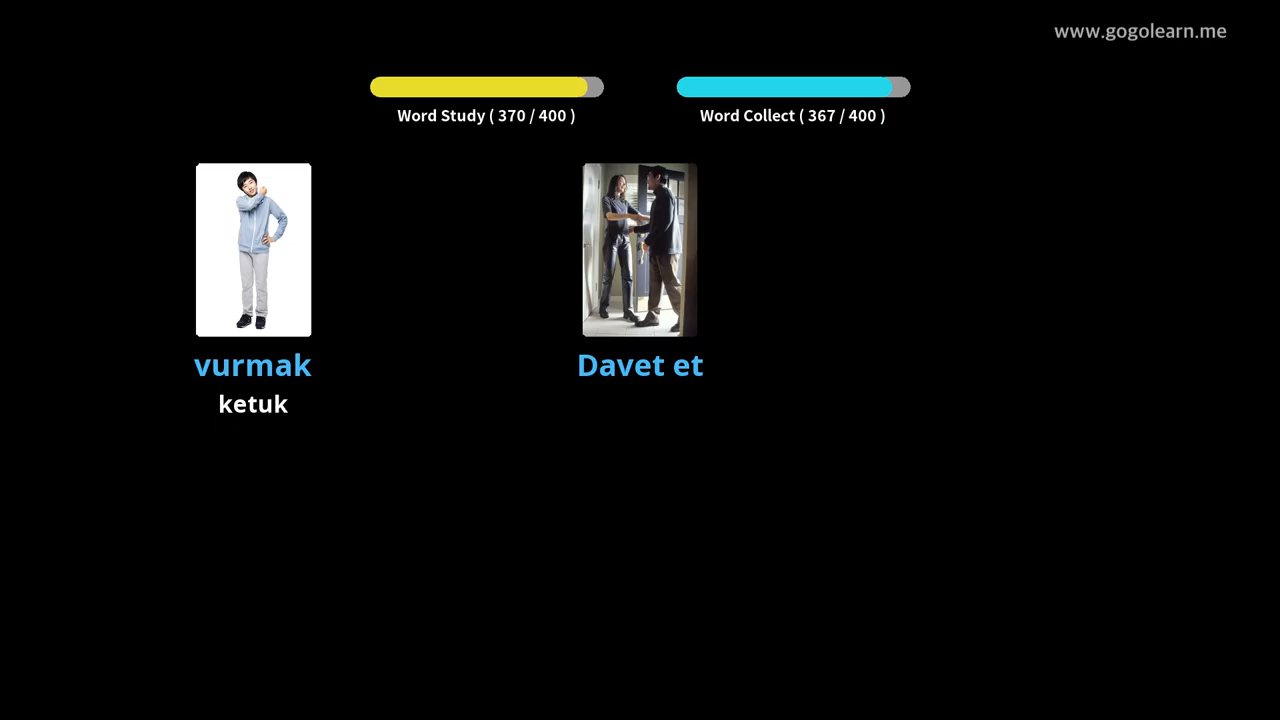 www.gogolearn.me
Word Study ( 370 / 400 )
Word Collect ( 367 / 400 )
vurmak
Davet et
ketuk